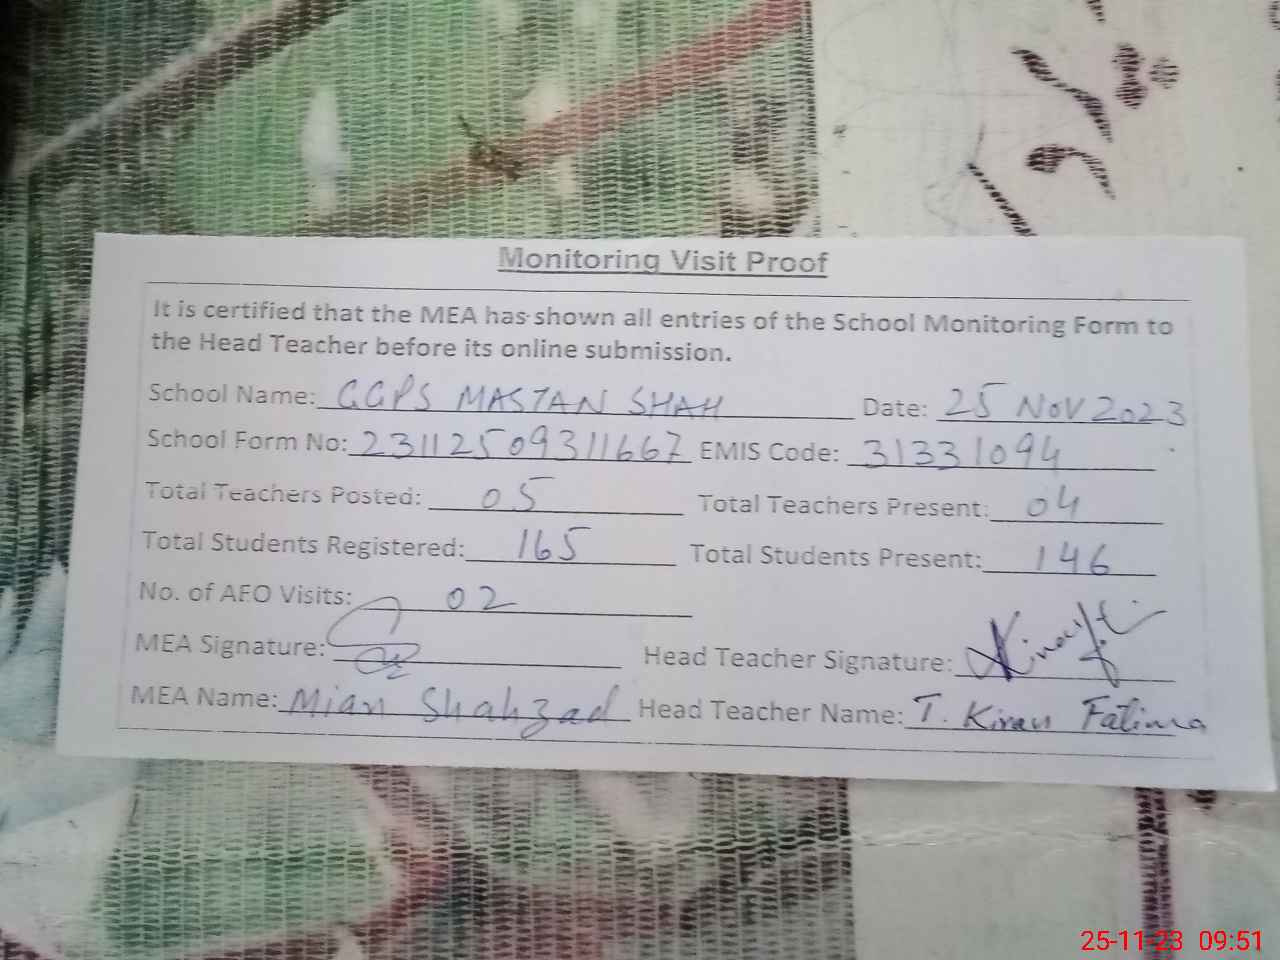 Monitoring Visit Proof
It is certified that the MEA has shown all entries of the School Monitoring Form to
the Head Teacher before its online submission.
School Name: GGPS MASTAN SHAH Date: 25 NOV 2023
School Form No: 23112509311667 EMIS Code: 31331094
Total Teachers Posted: 05 Total Teachers Present: 04
Total Students Registered: 165 Total Students Present: 146
No. of AEO Visits: 02
MEA Signature: Head Teacher Signature:
MEA Name: Mian Shahzad Head Teacher Name: T. Kiran Fatima
25-11-23 09:51